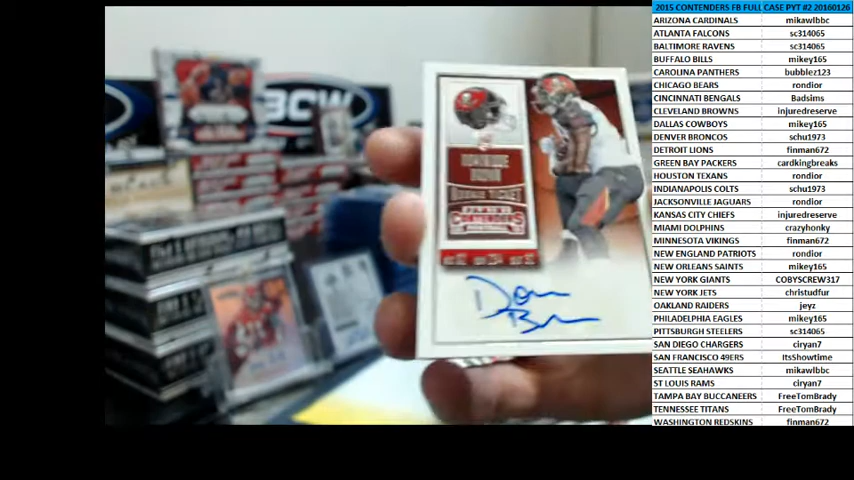 2015 CONTENDERS FB FULL CASE PYT #2 20160126
ARIZONA CARDINALS mikawlbbc
ATLANTA FALCONS sc314065
BALTIMORE RAVENS sc314065
BUFFALO BILLS mikey165
CAROLINA PANTHERS bubblez123
CHICAGO BEARS rondior
CINCINNATI BENGALS Badsims
CLEVELAND BROWNS injuredreserve
DALLAS COWBOYS mikey165
DENVER BRONCOS schu1973
DETROIT LIONS finman672
GREEN BAY PACKERS cardkingbreaks
HOUSTON TEXANS rondior
INDIANAPOLIS COLTS schu1973
JACKSONVILLE JAGUARS rondior
KANSAS CITY CHIEFS injuredreserve
MIAMI DOLPHINS crazyhonky
MINNESOTA VIKINGS finman672
NEW ENGLAND PATRIOTS rondior
NEW ORLEANS SAINTS mikey165
NEW YORK GIANTS COBYSCREW317
NEW YORK JETS christudfur
OAKLAND RAIDERS jeyz
PHILADELPHIA EAGLES mikey165
PITTSBURGH STEELERS sc314065
SAN DIEGO CHARGERS ciryan7
SAN FRANCISCO 49ERS ItsShowtime
SEATTLE SEAHAWKS mikawlbbc
ST LOUIS RAMS ciryan7
TAMPA BAY BUCCANEERS FreeTomBrady
TENNESSEE TITANS FreeTomBrady
WASHINGTON REDSKINS finman672
BCW
ROOKIE TICKET
PANINI
CONTENDERS
FOOTBALL